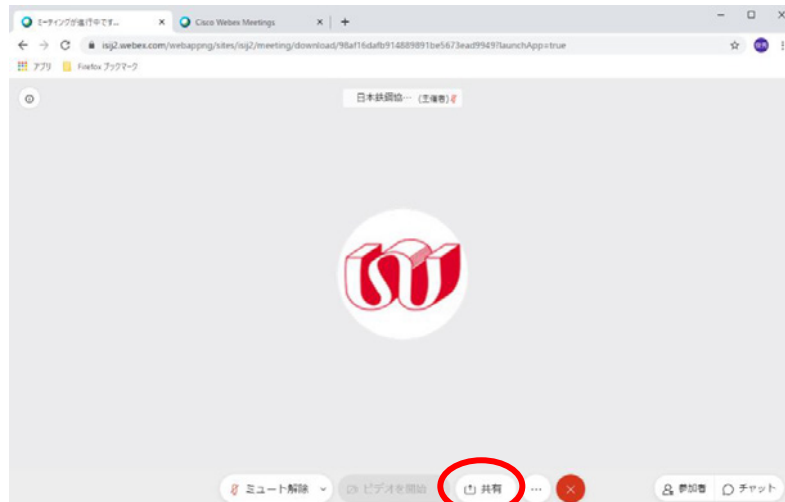 ミーティングが進行中です... Cisco Webex Meetings
isij2.webex.com/webappng/sites/isij2/meeting/download/98af16dafb914889891be5673ead9949?launchApp=true
アプリ Firefox ブックマーク
日本鉄鋼協… (主催者)
ミュート解除 ビデオを開始 共有 参加者 チャット